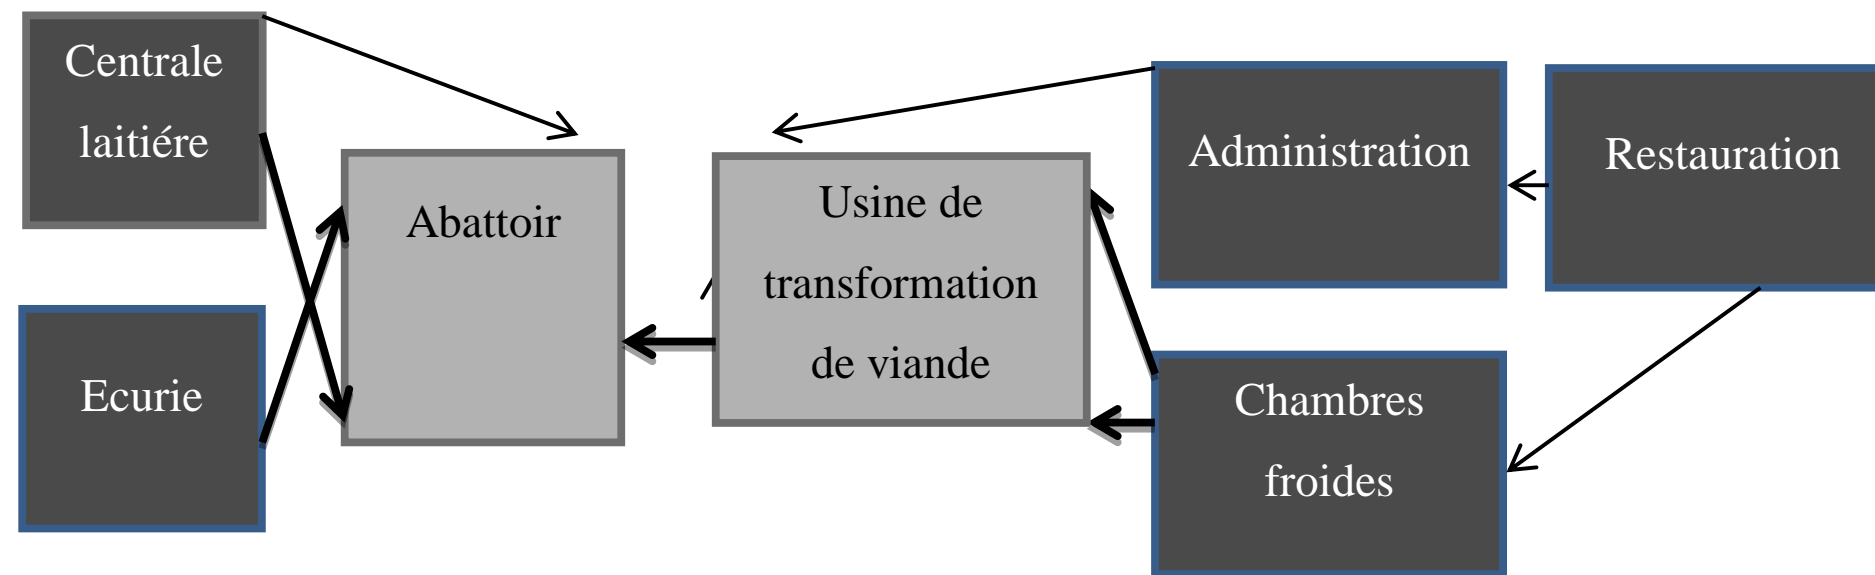 Centrale
laitiére
Ecurie
Abattoir
Usine de
transformation
de viande
Administration
Chambres
froides
Restauration